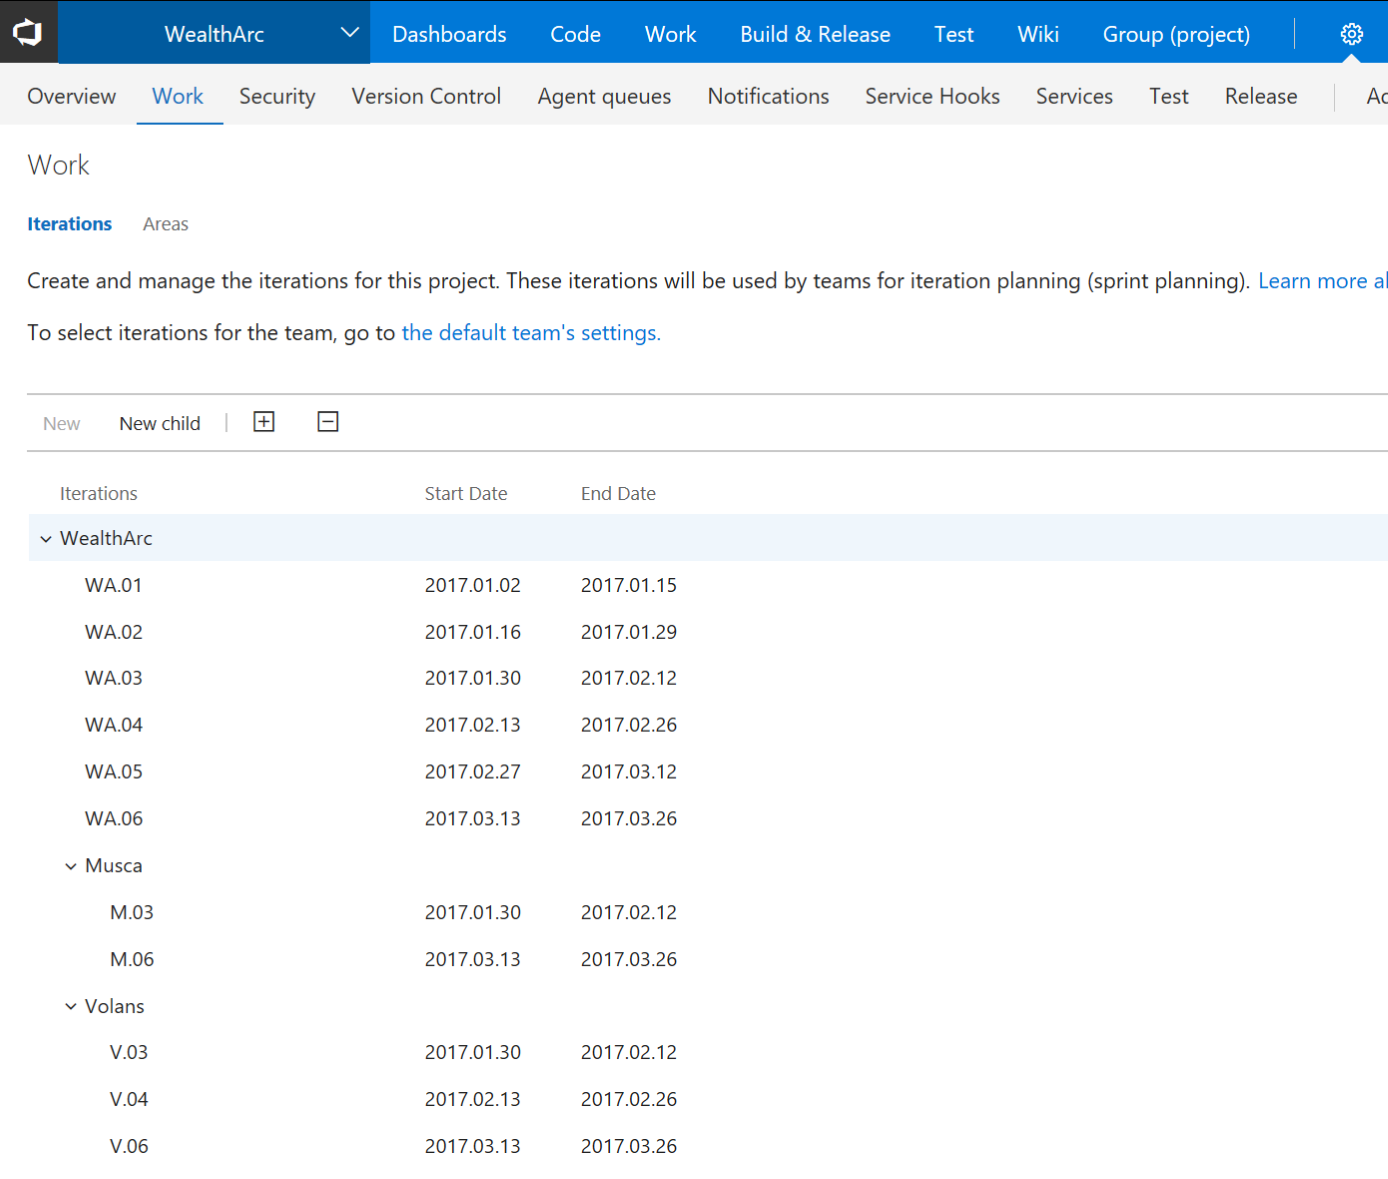 WealthArc Dashboards Code Work Build & Release Test Wiki Group (project)
Overview Work Security Version Control Agent queues Notifications Service Hooks Services Test Release
Work
Iterations Areas
Create and manage the iterations for this project. These iterations will be used by teams for iteration planning (sprint planning). Learn more
To select iterations for the team, go to the default team's settings.
New New child
Iterations Start Date End Date
WealthArc
WA.01 2017.01.02 2017.01.15
WA.02 2017.01.16 2017.01.29
WA.03 2017.01.30 2017.02.12
WA.04 2017.02.13 2017.02.26
WA.05 2017.02.27 2017.03.12
WA.06 2017.03.13 2017.03.26
Musca
M.03 2017.01.30 2017.02.12
M.06 2017.03.13 2017.03.26
Volans
V.03 2017.01.30 2017.02.12
V.04 2017.02.13 2017.02.26
V.06 2017.03.13 2017.03.26